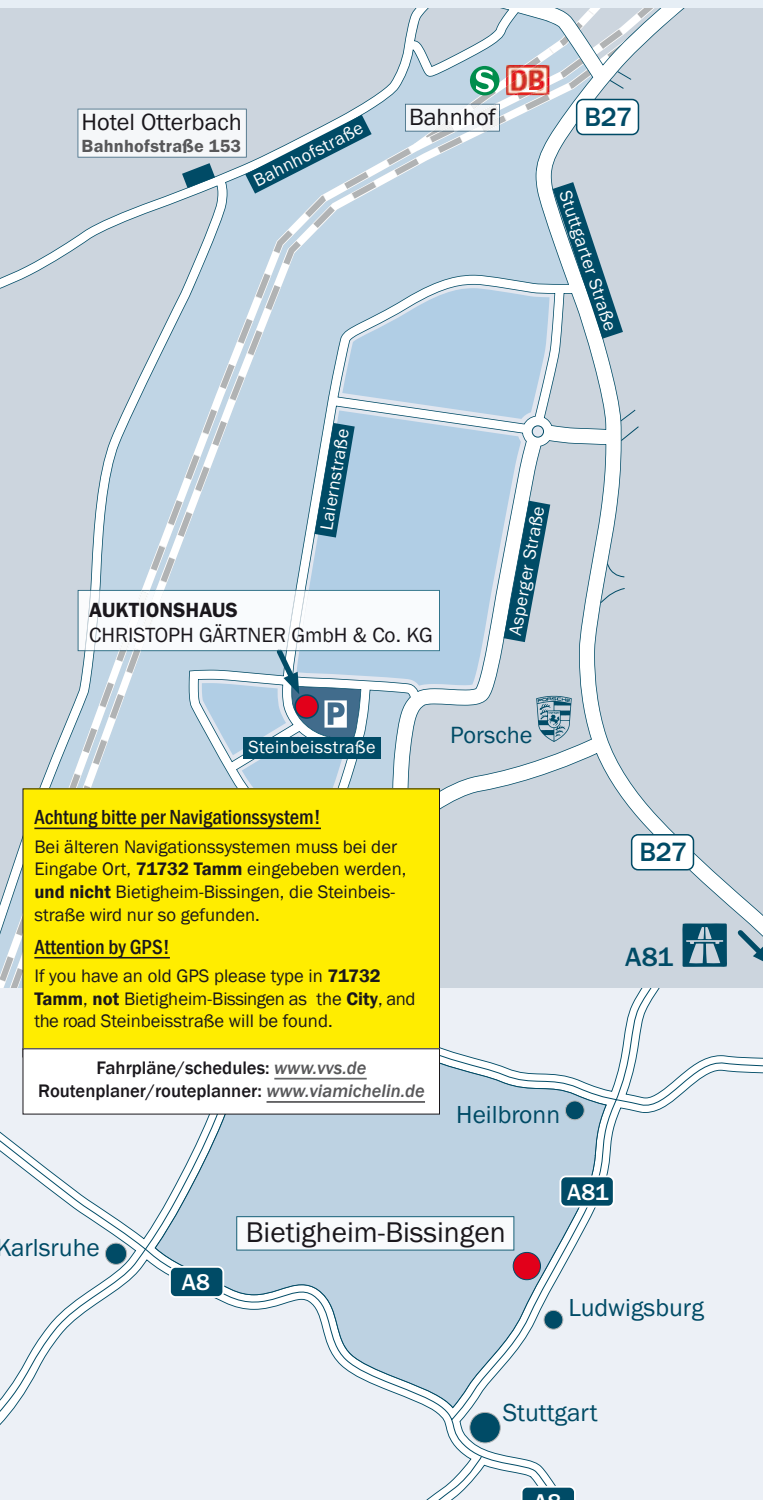 S DB
Hotel Otterbach
Bahnhofstraße 153
Bahnhof
B27
Bahnhofstraße
Stuttgarter Straße
Laiernstraße
Asperger Straße
AUKTIONSHAUS
CHRISTOPH GÄRTNER GmbH & Co. KG
P
PORSCHE
Porsche
Steinbeisstraße
Achtung bitte per Navigationssystem!
Bei älteren Navigationssystemen muss bei der
Eingabe Ort, 71732 Tamm eingebeben werden,
und nicht Bietigheim-Bissingen, die Steinbeis-
straße wird nur so gefunden.
Attention by GPS!
If you have an old GPS please type in 71732
Tamm, not Bietigheim-Bissingen as the City, and
the road Steinbeisstraße will be found.
B27
A81
Fahrpläne/schedules: www.vvs.de
Routenplaner/routeplanner: www.viamichelin.de
Heilbronn
A81
Bietigheim-Bissingen
Karlsruhe
A8
Ludwigsburg
Stuttgart
A8